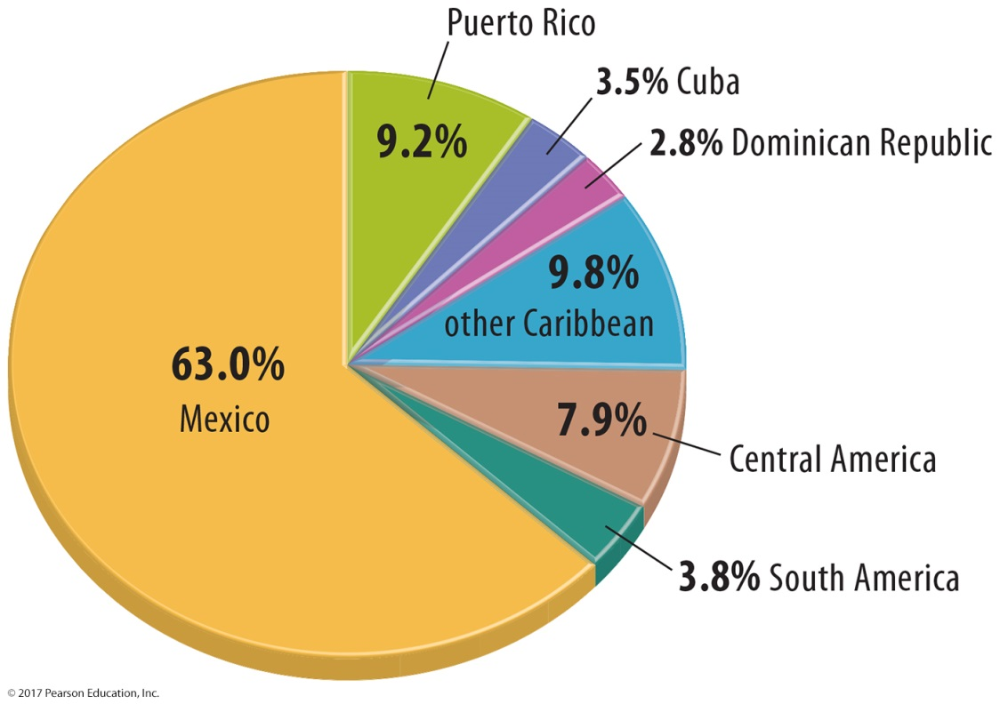 Puerto Rico
9.2%
3.5% Cuba
2.8% Dominican Republic
9.8%
other Caribbean
63.0%
Mexico
7.9%
Central America
3.8% South America
© 2017 Pearson Education, Inc.